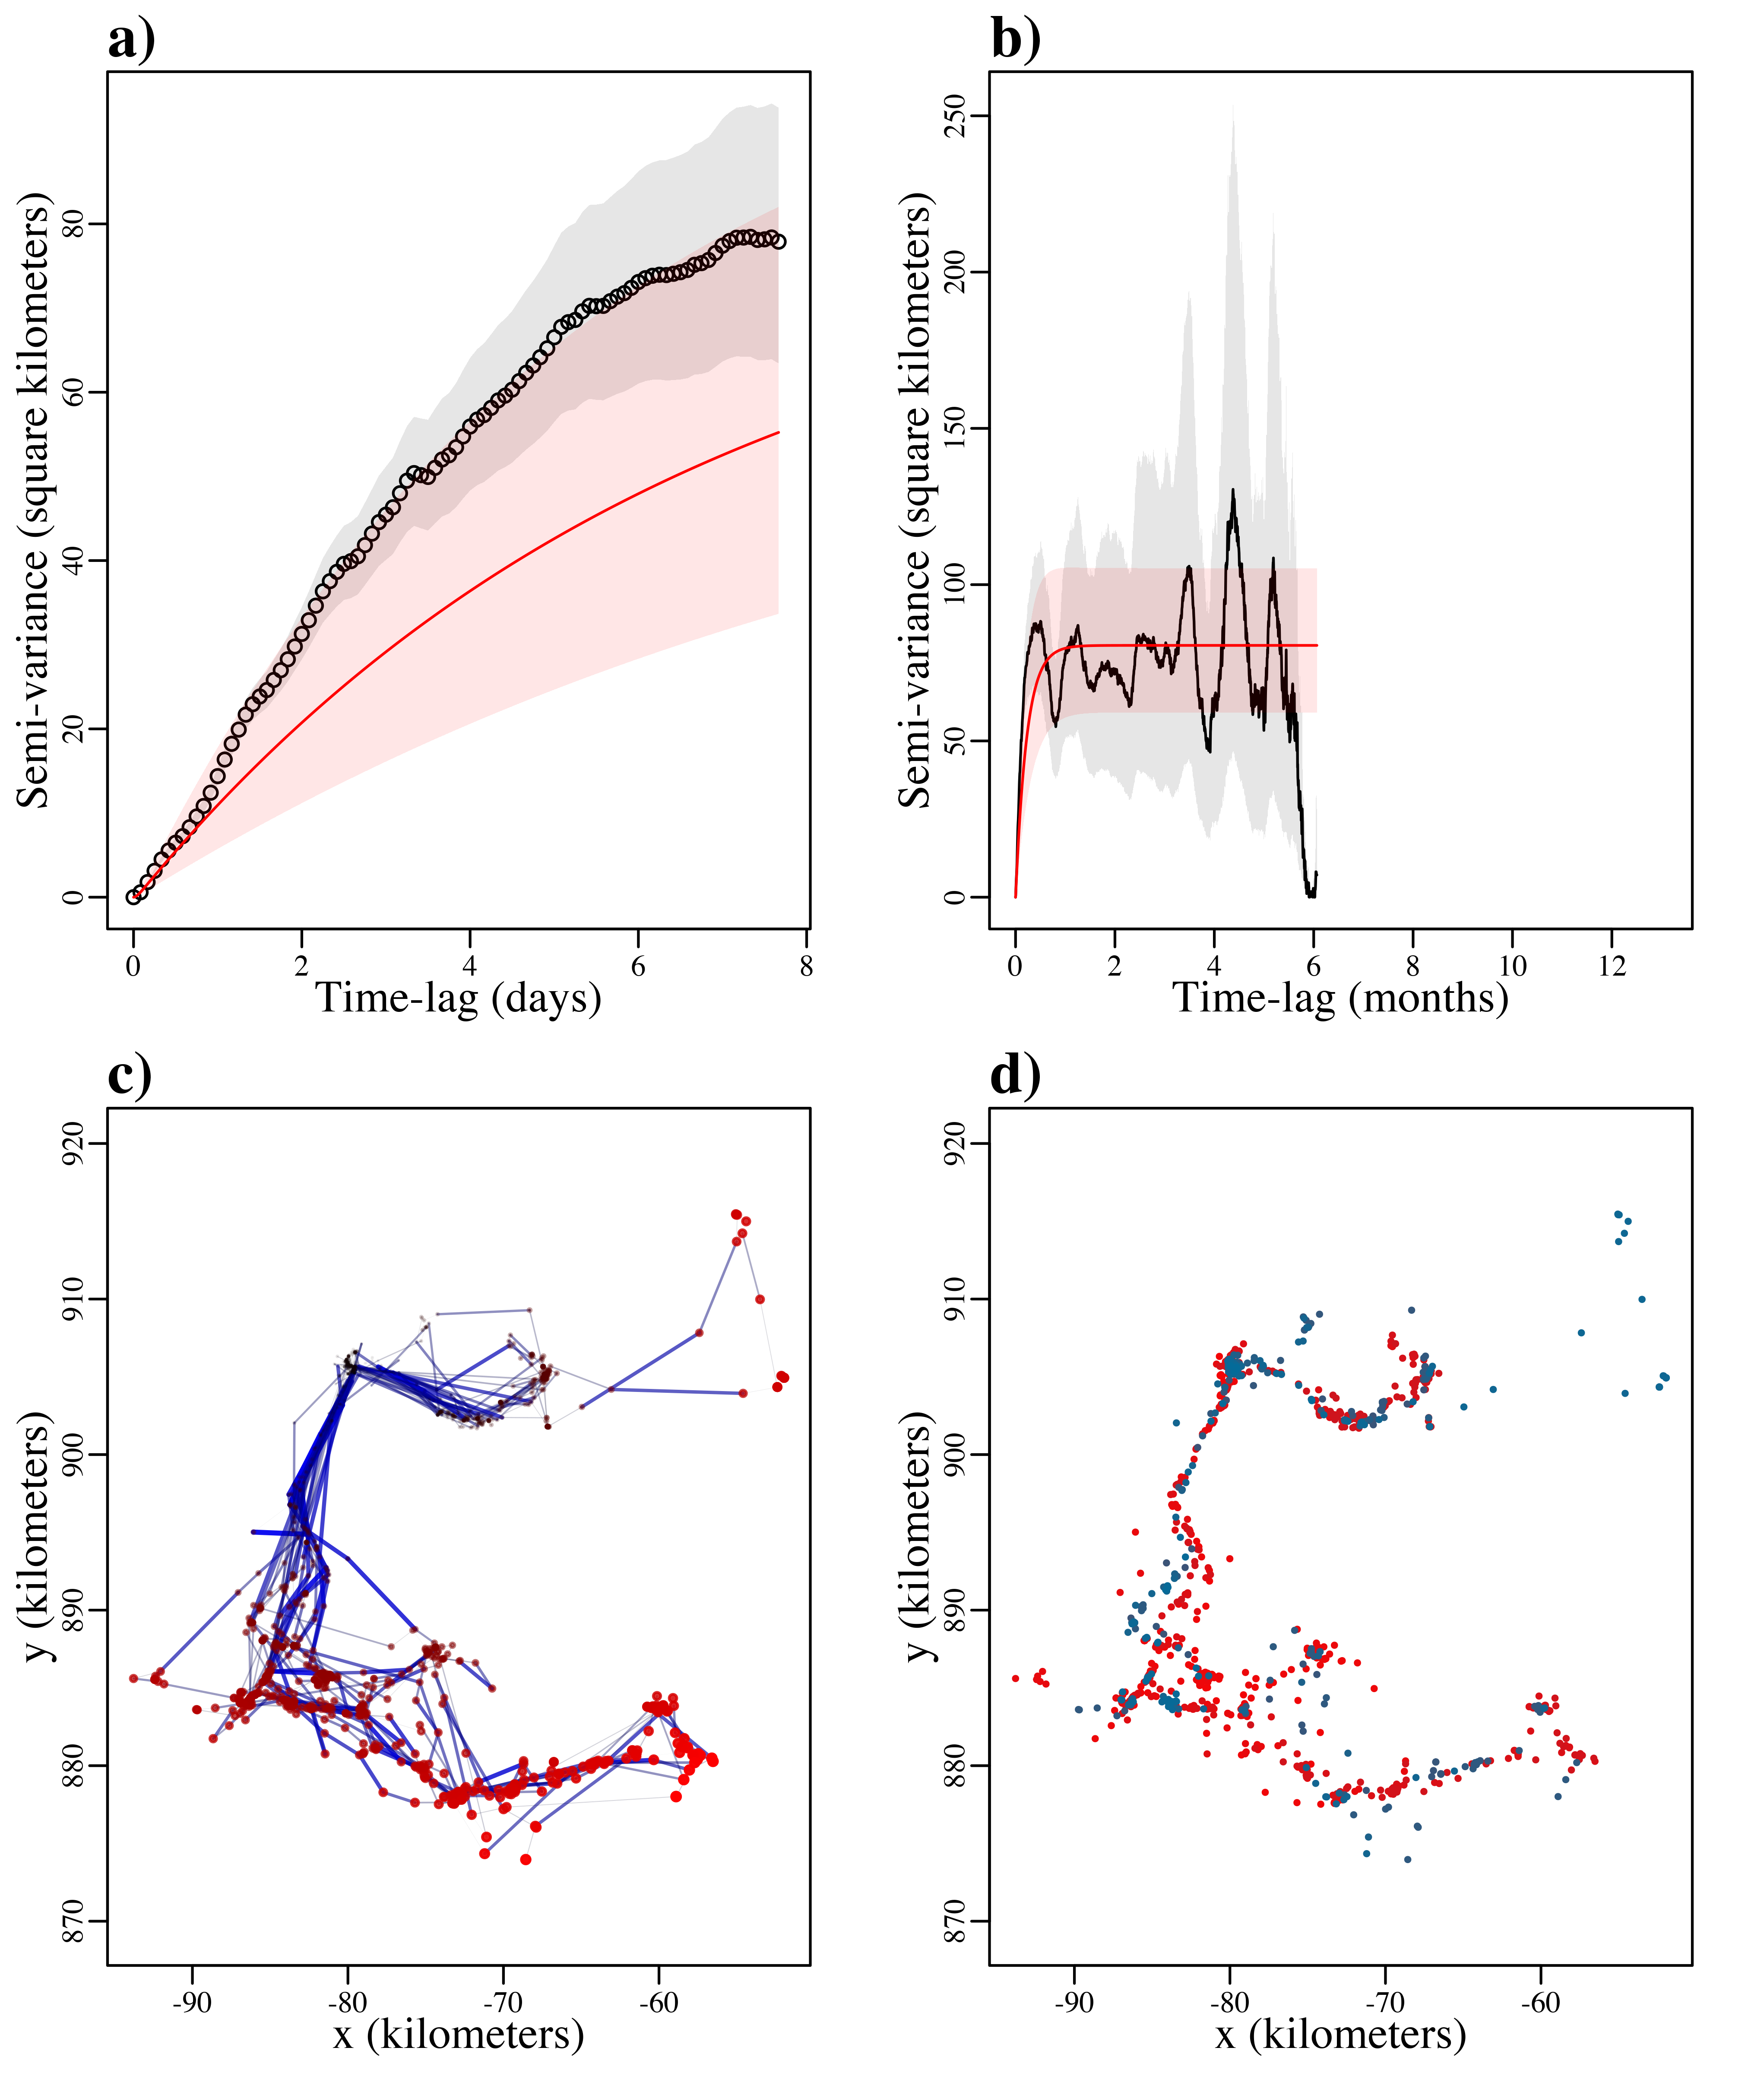 a)
Semi-variance (square kilometers)
0 20 40 60 80
0 2 4 6 8
Time-lag (days)
b)
Semi-variance (square kilometers)
0 50 100 150 200 250
0 2 4 6 8 10 12
Time-lag (months)
c)
y (kilometers)
870 880 890 900 910 920
-90 -80 -70 -60
x (kilometers)
d)
y (kilometers)
870 880 890 900 910 920
-90 -80 -70 -60
x (kilometers)